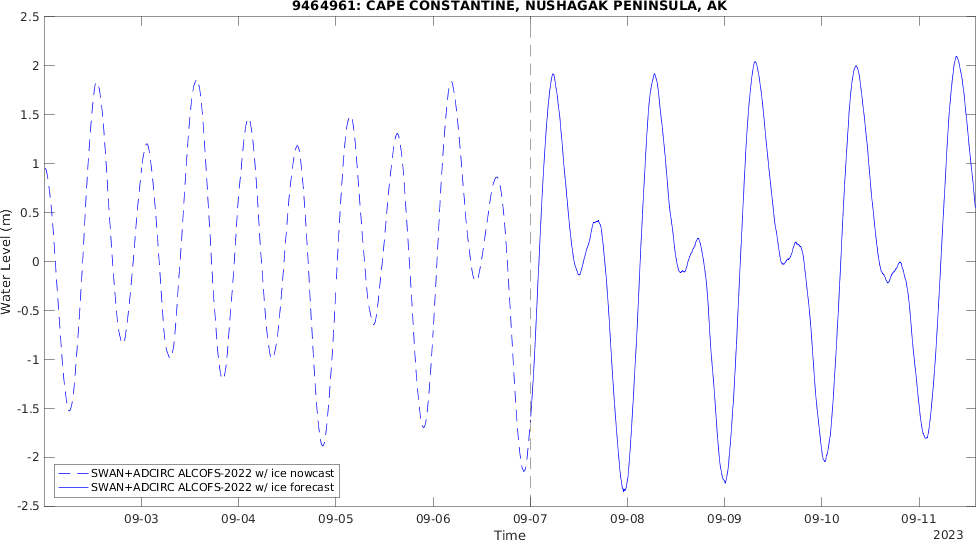 9464961: CAPE CONSTANTINE, NUSHAGAK PENINSULA, AK
2.5
2
1.5
1
0.5
0
-0.5
-1
-1.5
-2
-2.5
Water Level (m)
SWAN+ADCIRC ALCOFS-2022 w/ ice nowcast
SWAN+ADCIRC ALCOFS-2022 w/ ice forecast
09-03 09-04 09-05 09-06 09-07 09-08 09-09 09-10 09-11
Time
2023